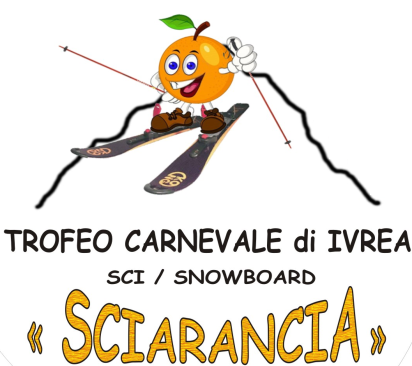 TROFEO CARNEVALE di IVREA
SCI / SNOWBOARD
« SCIARANCIA »